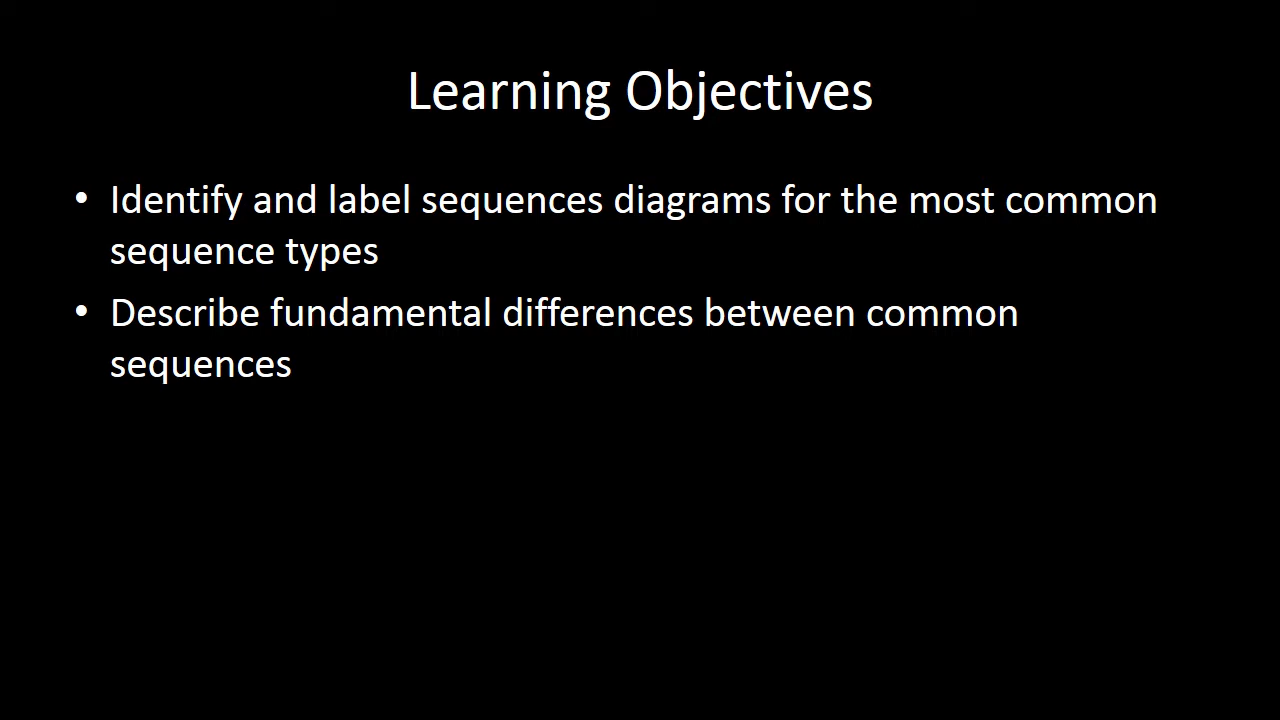 Learning Objectives
• Identify and label sequences diagrams for the most common
sequence types
• Describe fundamental differences between common
sequences